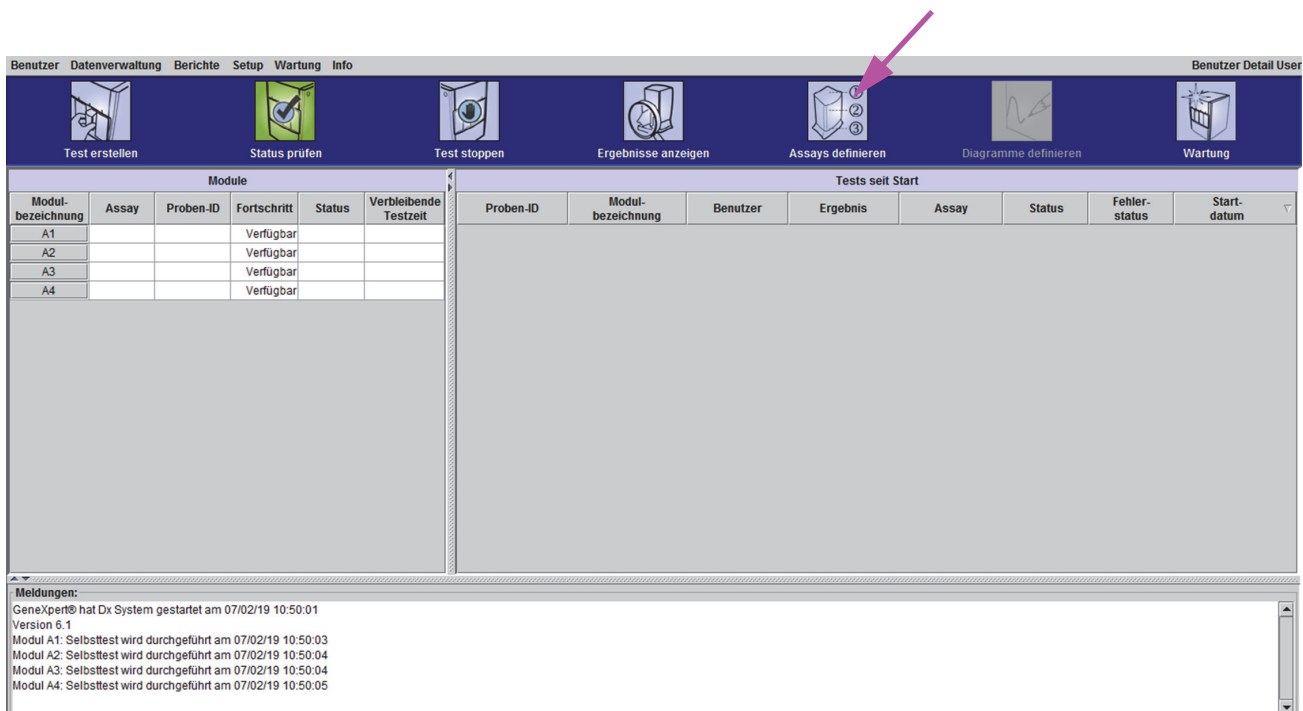 Benutzer Datenverwaltung Berichte Setup Wartung Info Benutzer Detail User
① 
② 
③
Test erstellen Status prüfen Test stoppen Ergebnisse anzeigen Assays definieren Diagramme definieren Wartung
Module
Modul-bezeichnung Assay Proben-ID Fortschritt Status Verbleibende Testzeit
A1 Verfügbar
A2 Verfügbar
A3 Verfügbar
A4 Verfügbar
Tests seit Start
Proben-ID Modul-bezeichnung Benutzer Ergebnis Assay Status Fehler-status Start-datum
Meldungen:
GeneXpert® hat Dx System gestartet am 07/02/19 10:50:01
Version 6.1
Modul A1: Selbsttest wird durchgeführt am 07/02/19 10:50:03
Modul A2: Selbsttest wird durchgeführt am 07/02/19 10:50:04
Modul A3: Selbsttest wird durchgeführt am 07/02/19 10:50:04
Modul A4: Selbsttest wird durchgeführt am 07/02/19 10:50:05